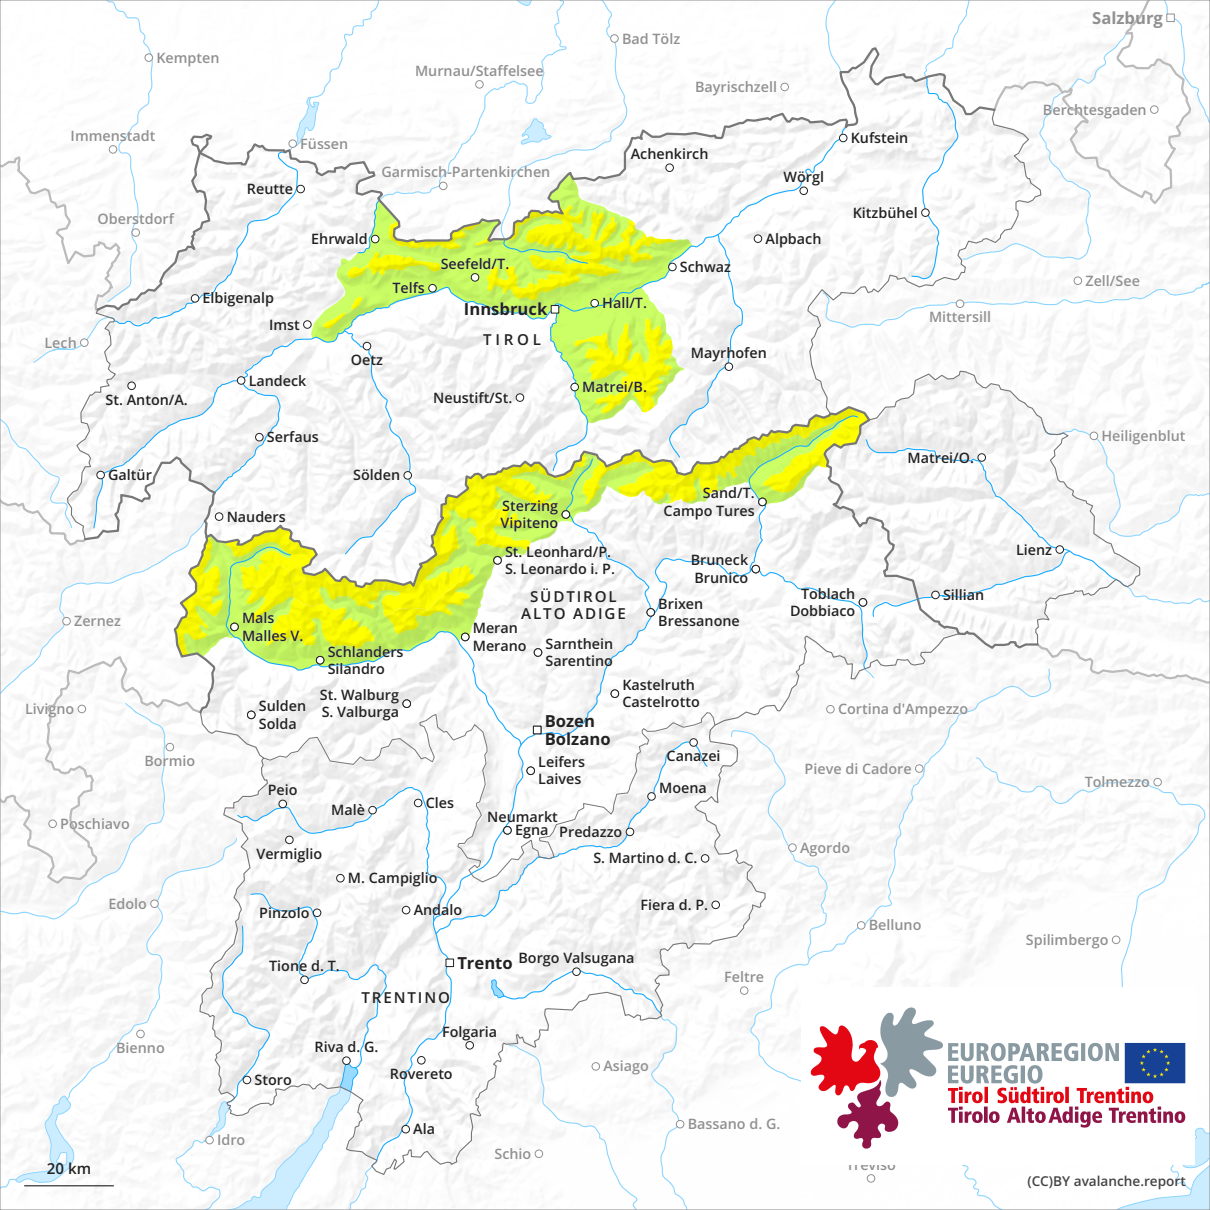 Salzburg
Bad Tölz
Kempten
Murnau/Staffelsee
Bayrischzell
Berchtesgaden
Immenstadt
Füssen
Kufstein
Achenkirch
Garmisch-Partenkirchen
Wörgl
Reutte
Oberstdorf
Kitzbühel
Ehrwald
Alpbach
Seefeld/T.
Schwaz
Zell/See
Telfs
Elbigenalp
Hall/T.
Innsbruck
Mittersill
Imst
TIROL
Lech
Oetz
Mayrhofen
Landeck
Matrei/B.
St. Anton/A.
Neustift/St.
Serfaus
Heiligenblut
Matrei/O.
Galtür
Sölden
Sand/T.
Campo Tures
Sterzing
Vipiteno
Nauders
St. Leonhard/P.
S. Leonardo i. P.
Bruneck
Brunico
Lienz
SÜDTIROL
ALTO ADIGE
Toblach
Dobbiaco
Sillian
Brixen
Bressanone
Zernez
Mals
Malles V.
Meran
Merano
Sarnthein
Sarentino
Schlanders
Silandro
Kastelruth
Castelrotto
St. Walburg
S. Valburga
Sulden
Solda
Livigno
Cortina d'Ampezzo
Bozen
Bolzano
Canazei
Bormio
Leifers
Laives
Pieve di Cadore
Tolmezzo
Peio
Moena
Malè
Cles
Neumarkt
Egna
Predazzo
Poschiavo
Vermiglio
Agordo
S. Martino d. C.
M. Campiglio
Edolo
Pinzolo
Andalo
Fiera d. P.
Belluno
Spilimbergo
Trento
Borgo Valsugana
Tione d. T.
Feltre
TRENTINO
Folgaria
Bienno
Riva d. G.
Rovereto
Asiago
Storo
EUROPAREGION
EUREGIO
Tirol Südtirol Trentino
Tirolo Alto Adige Trentino
Ala
Bassano d. G.
Idro
Schio
Treviso
20 km
(CC)BY avalanche.report